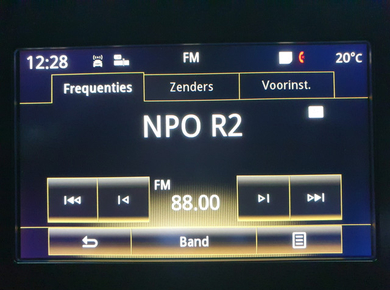 12:28 FM 20°C
Frequenties Zenders Voorinst.
NPO R2
FM
88.00
Band